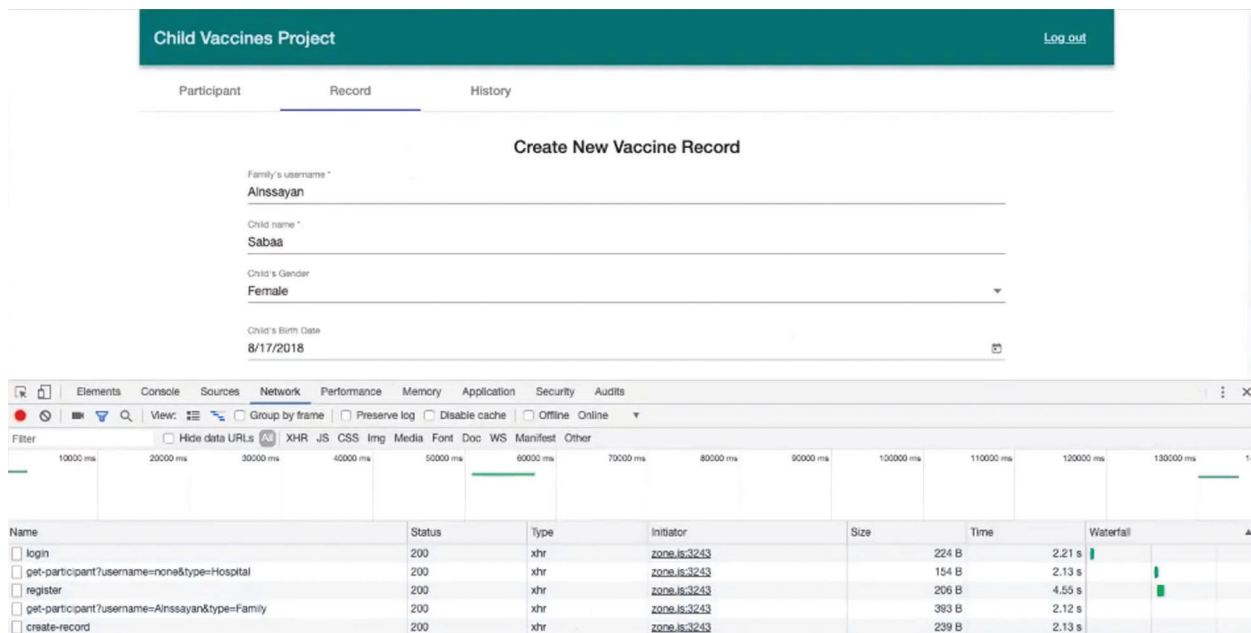 Child Vaccines Project Log out
Participant Record History
Create New Vaccine Record
Family's username *
Alnssayan
Child name *
Sabaa
Child's Gender
Female
Child's Birth Date
8/17/2018
Elements Console Sources Network Performance Memory Application Security Audits
View: Group by frame Preserve log Disable cache Offline Online
Filter Hide data URLs All XHR JS CSS Img Media Font Doc WS Manifest Other
10000 ms 20000 ms 30000 ms 40000 ms 50000 ms 60000 ms 70000 ms 80000 ms 90000 ms 100000 ms 110000 ms 120000 ms 130000 ms
Name Status Type Initiator Size Time Waterfall
login 200 xhr zone.js:3243 224 B 2.21 s
get-participant?username=none&type=Hospital 200 xhr zone.js:3243 154 B 2.13 s
register 200 xhr zone.js:3243 206 B 4.55 s
get-participant?username=Alnssayan&type=Family 200 xhr zone.js:3243 393 B 2.12 s
create-record 200 xhr zone.js:3243 239 B 2.13 s